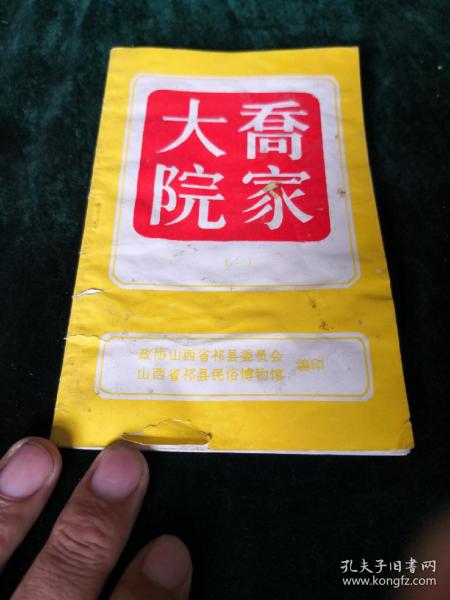 喬家
大院
（一）
政协山西省祁县委员会
山西省祁县民俗博物馆
编印
孔夫子旧书网
www.kongfz.com